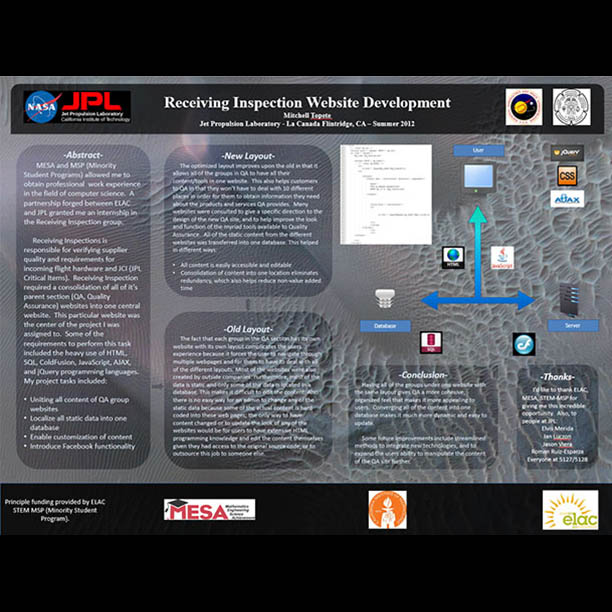 NASA
JPL
Jet Propulsion Laboratory
California Institute of Technology
Receiving Inspection Website Development
Mitchell Topete
Jet Propulsion Laboratory - La Canada Flintridge, CA – Summer 2012
-Abstract-
MESA and MSP (Minority
Student Programs) allowed me to
obtain professional work experience
in the field of computer science. A
partnership forged between ELAC
and JPL granted me an internship in
the Receiving Inspection group.
Receiving Inspections is
responsible for verifying supplier
quality and requirements for
incoming flight hardware and JCI (JPL
Critical Items). Receiving Inspection
required a consolidation of all of it's
parent section (QA, Quality
Assurance) websites into one central
website. This particular website
was the center of the project I was
assigned to. Some of the
requirements to perform this task
included the heavy use of HTML,
SQL, ColdFusion, JavaScript, AJAX,
and jQuery programming languages.
My project tasks included:
• Uniting all content of QA group
websites
• Localize all static data into one
database
• Enable customization of content
• Introduce Facebook functionality
-New Layout-
The optimized layout improves upon the old in that it
allows all of the groups in QA to have all their
content/tools in one website. This also helps customers
to QA in that they won't have to deal with 10 different
places in order for them to obtain information they need
about the products and services QA provides. Many
websites were consulted to give a specific direction to the
design of the new QA site, and to help improve the look
and function of the myriad tools available to Quality
Assurance. All of the static content from the different
websites was transferred into one database. This helped
in different ways:
• All content is easily accessible and editable
• Consolidation of content into one location eliminates
redundancy, which also helps reduce non-value added
time
-Old Layout-
The fact that each group in the QA section has its own
website with its own layout complicates the users
experience because it forces the user to navigate through
multiple webpages and for them to have to deal with all
of the different layouts. Most of the websites were also
created by outside companies. Furthermore, most of the
data is static and only some of the data is located in a
database. This makes it difficult to edit the content. Also
there is no easy way for an admin to change any of the
static data because some of the actual content is hard
coded into these web pages, the only way to have
content changed or to update the look of any of the
websites would be for users to have extensive HTML
programming knowledge and edit the content themselves
given they had access to the original source code, or to
outsource this job to someone else.
User
jQuery
CSS
AJAX
HTML
JavaScript
Database
Server
SQL
-Conclusion-
Placing all of the groups under one website with
the same layout gives QA a more cohesive,
organized feel that makes it more appealing to
users. Converging all of the content into one
database makes it much more dynamic and easy to
update.
Some future improvements include streamlined
methods to integrate new technologies, and to
expand the users ability to manipulate the content
of the QA site further.
-Thanks-
I'd like to thank ELAC,
MESA, STEM-MSP for
giving me this incredible
opportunity. Also, to
people at JPL:
Elvis Merida
Jan Luczon
Jason Viera
Roman Ruiz-Esparza
Everyone at 5127/5128
Principle funding provided by ELAC
STEM MSP (Minority Student
Program).
MESA
Mathematics
Engineering
Science
Achievement
elac